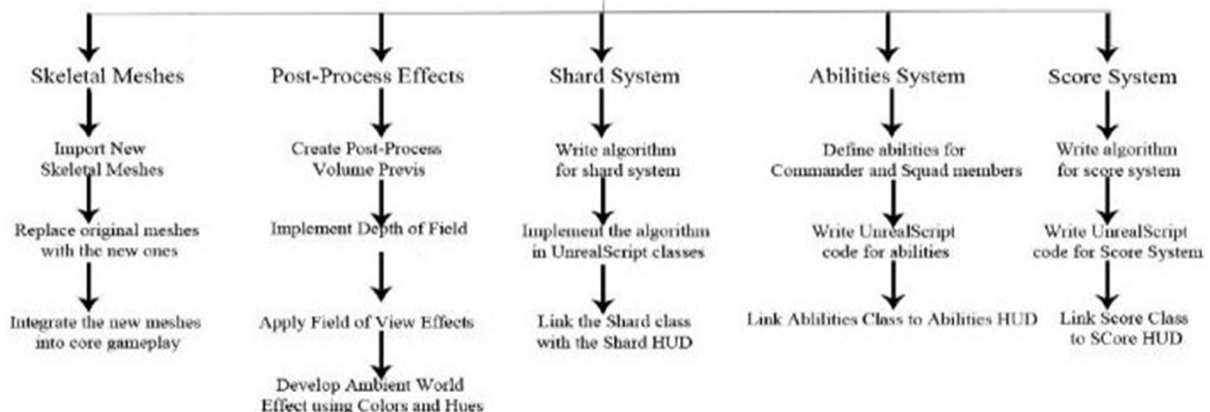 Skeletal Meshes
Import New
Skeletal Meshes
Replace original meshes
with the new ones
Integrate the new meshes
into core gameplay
Post-Process Effects
Create Post-Process
Volume Previs
Implement Depth of Field
Apply Field of View Effects
Develop Ambient World
Effect using Colors and Hues
Shard System
Write algorithm
for shard system
Implement the algorithm
in UnrealScript classes
Link the Shard class
with the Shard HUD
Abilities System
Define abilities for
Commander and Squad members
Write UnrealScript
code for abilities
Link Ablilities Class to Abilities HUD
Score System
Write algorithm
for score system
Write UnrealScript
code for Score System
Link Score Class
to SCore HUD